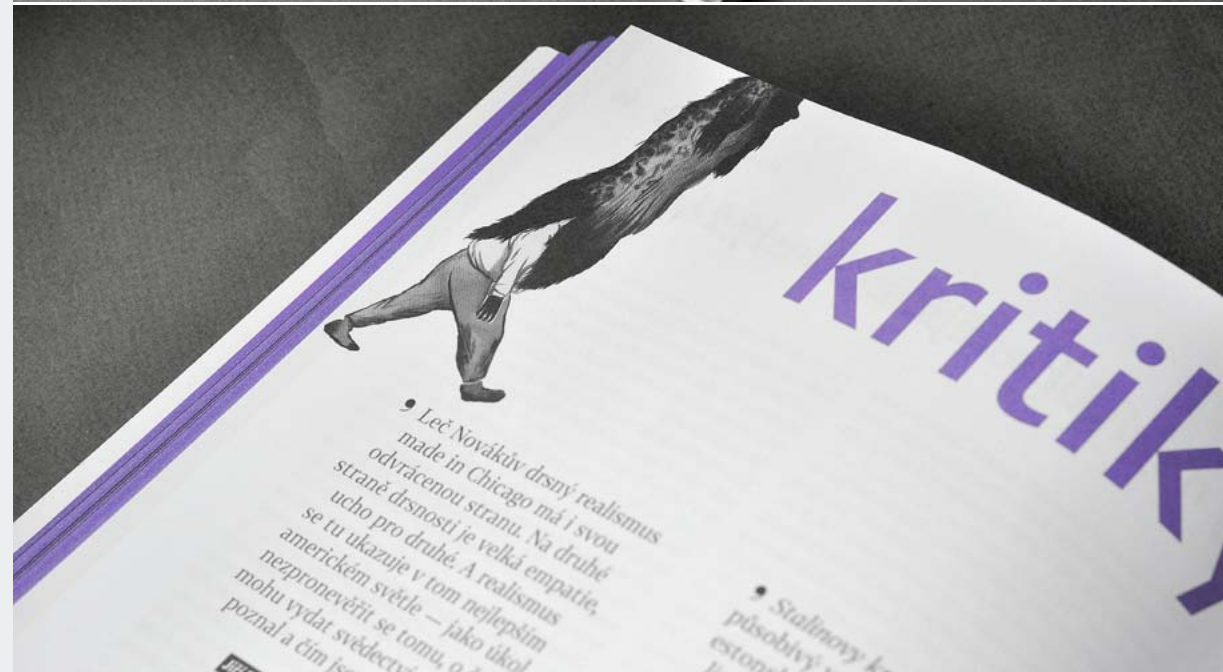 kritiky
❜ Leč Novákův drsný realismus
made in Chicago má i svou
odvrácenou stranu. Na druhé
straně drsnosti je velká empatie,
ucho pro druhé. A realismus
se tu ukazuje v tom nejlepším
americkém světle — jako úkol
nezpronevěřit se tomu, o
mohu vydat svědectví
poznal a čím
❜ Stalinovy
působivý